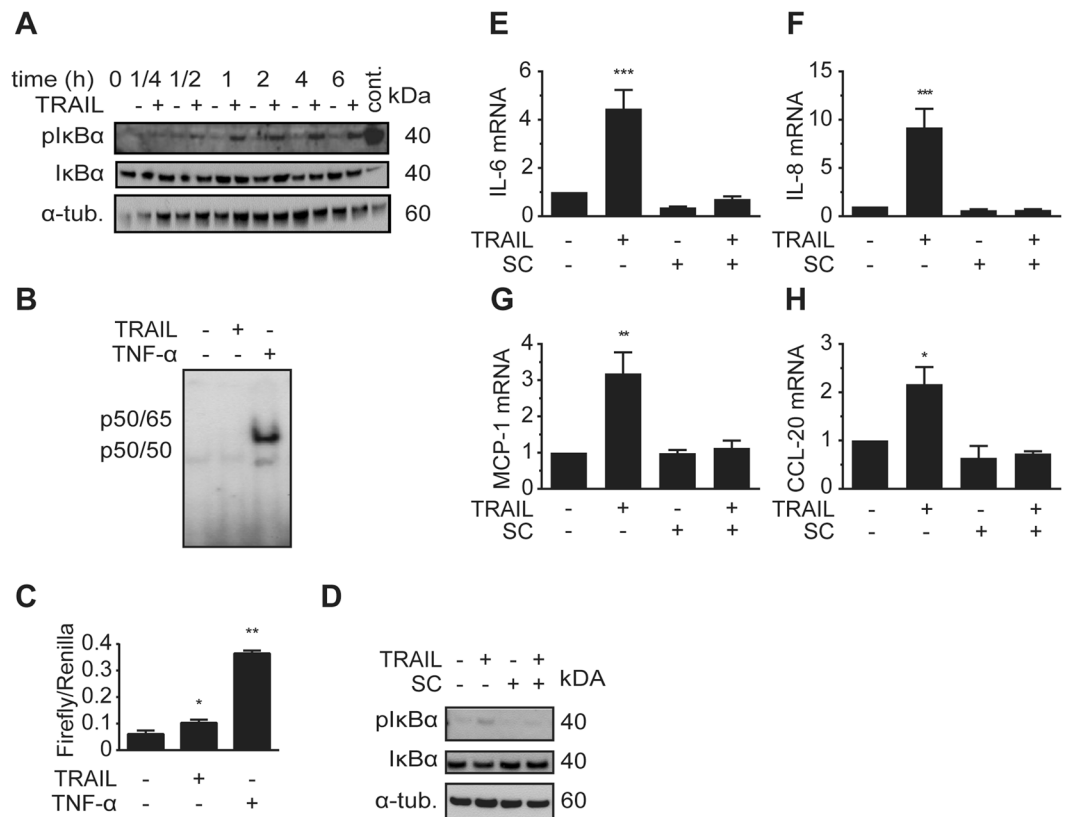 A
time (h) 0 1/4 1/2 1 2 4 6 cont. kDa
TRAIL - + - + - + - + - + - +
pIκBα 40
IκBα 40
α-tub. 60
B
TRAIL - + -
TNF-α - - +
p50/65
p50/50
C
Firefly/Renilla
0.4
0.3
0.2
0.1
0
*
**
TRAIL - + -
TNF-α - - +
D
TRAIL - + - +
SC - - + + kDA
pIκBα 40
IκBα 40
α-tub. 60
E
IL-6 mRNA
6
4
2
0
***
TRAIL - + - +
SC - - + +
F
IL-8 mRNA
15
10
5
0
***
TRAIL - + - +
SC - - + +
G
MCP-1 mRNA
4
3
2
1
0
**
TRAIL - + - +
SC - - + +
H
CCL-20 mRNA
3
2
1
0
*
TRAIL - + - +
SC - - + +